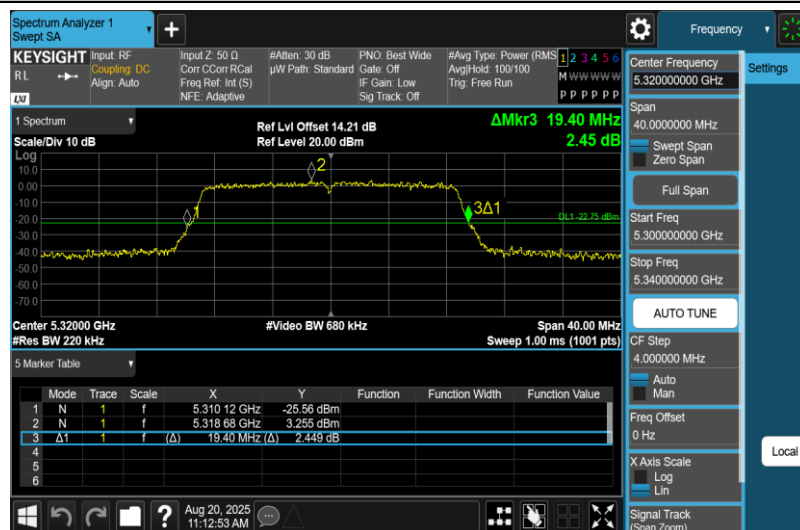 Spectrum Analyzer 1
Swept SA
+
Frequency
KEYSIGHT
RL
LXI
Input: RF
Coupling: DC
Align: Auto
Input Z: 50 Ω
Corr CCorr RCal
Freq Ref: Int (S)
NFE: Adaptive
#Atten: 30 dB
µW Path: Standard
PNO: Best Wide
Gate: Off
IF Gain: Low
Sig Track: Off
#Avg Type: Power (RMS
Avg|Hold: 100/100
Trig: Free Run
1 2 3 4 5 6
M W W W W W
P P P P P P
1 Spectrum
Scale/Div 10 dB
Log
Ref Lvl Offset 14.21 dB
Ref Level 20.00 dBm
ΔMkr3 19.40 MHz
2.45 dB
10.0
0.00
-10.0
-20.0
-30.0
-40.0
-50.0
-60.0
-70.0
1
2
3Δ1
DL1 -22.75 dBm
Center 5.32000 GHz
#Res BW 220 kHz
#Video BW 680 kHz
Span 40.00 MHz
Sweep 1.00 ms (1001 pts)
5 Marker Table
Mode Trace Scale X Y Function Function Width Function Value
1 N 1 f 5.310 12 GHz -25.56 dBm
2 N 1 f 5.318 68 GHz 3.255 dBm
3 Δ1 1 f (Δ) 19.40 MHz (Δ) 2.449 dB
4
5
6
?
Aug 20, 2025
11:12:53 AM
Center Frequency
5.320000000 GHz
Settings
Span
40.0000000 MHz
Swept Span
Zero Span
Full Span
Start Freq
5.300000000 GHz
Stop Freq
5.340000000 GHz
AUTO TUNE
CF Step
4.000000 MHz
Auto
Man
Freq Offset
0 Hz
Local
X Axis Scale
Log
Lin
Signal Track
(Span Zoom)